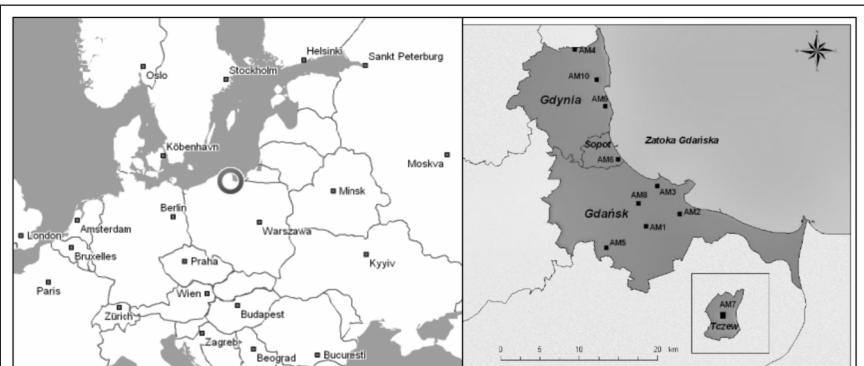 Helsinki
Sankt Peterburg
Oslo
Stockholm
Köbenhavn
Moskva
Minsk
Berlin
Amsterdam
London
Warszawa
Bruxelles
Kyyiv
Praha
Paris
Wien
Zürich
Budapest
Zagreb
Beograd
Bucuresti
AM4
AM10
Gdynia
AM9
Sopot
Zatoka Gdańska
AM6
AM3
AM8
Gdańsk
AM2
AM1
AM5
AM7
Tczew
0 5 10 20 km